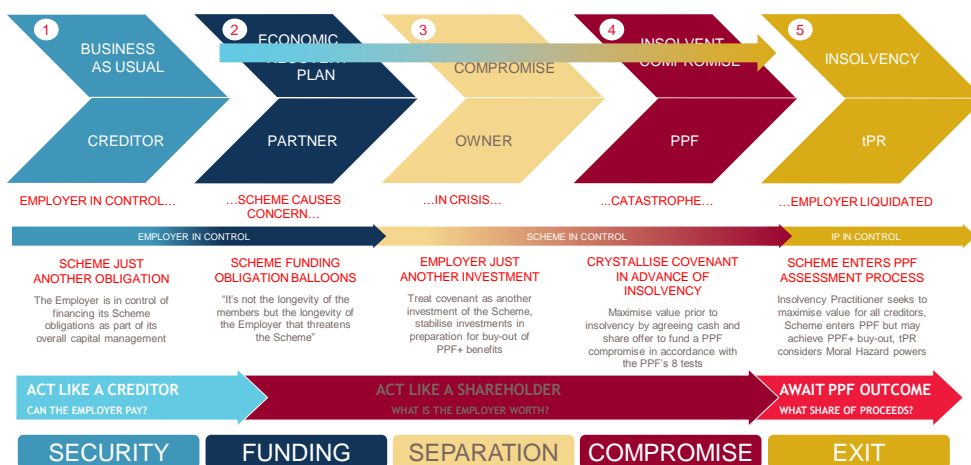 1
BUSINESS
AS USUAL
2
ECONOMIC
RECOVERY
PLAN
3
COMPROMISE
4
INSOLVENT
COMPROMISE
5
INSOLVENCY
CREDITOR
PARTNER
OWNER
PPF
tPR
EMPLOYER IN CONTROL…
…SCHEME CAUSES
CONCERN…
…IN CRISIS…
...CATASTROPHE…
…EMPLOYER LIQUIDATED
EMPLOYER IN CONTROL
SCHEME IN CONTROL
IP IN CONTROL
SCHEME JUST
ANOTHER OBLIGATION
The Employer is in control of
financing its Scheme
obligations as part of its
overall capital management
SCHEME FUNDING
OBLIGATION BALLOONS
“It’s not the longevity of the
members but the longevity of
the Employer that threatens
the Scheme”
EMPLOYER JUST
ANOTHER INVESTMENT
Treat covenant as another
investment of the Scheme,
stabilise investments in
preparation for buy-out of
PPF+ benefits
CRYSTALLISE COVENANT
IN ADVANCE OF
INSOLVENCY
Maximise value prior to
insolvency by agreeing cash and
share offer to fund a PPF
compromise in accordance with
the PPF’s 8 tests
SCHEME ENTERS PPF
ASSESSMENT PROCESS
Insolvency Practitioner seeks to
maximise value for all creditors,
Scheme enters PPF but may
achieve PPF+ buy-out, tPR
considers Moral Hazard powers
ACT LIKE A CREDITOR
CAN THE EMPLOYER PAY?
ACT LIKE A SHAREHOLDER
WHAT IS THE EMPLOYER WORTH?
AWAIT PPF OUTCOME
WHAT SHARE OF PROCEEDS?
SECURITY
FUNDING
SEPARATION
COMPROMISE
EXIT